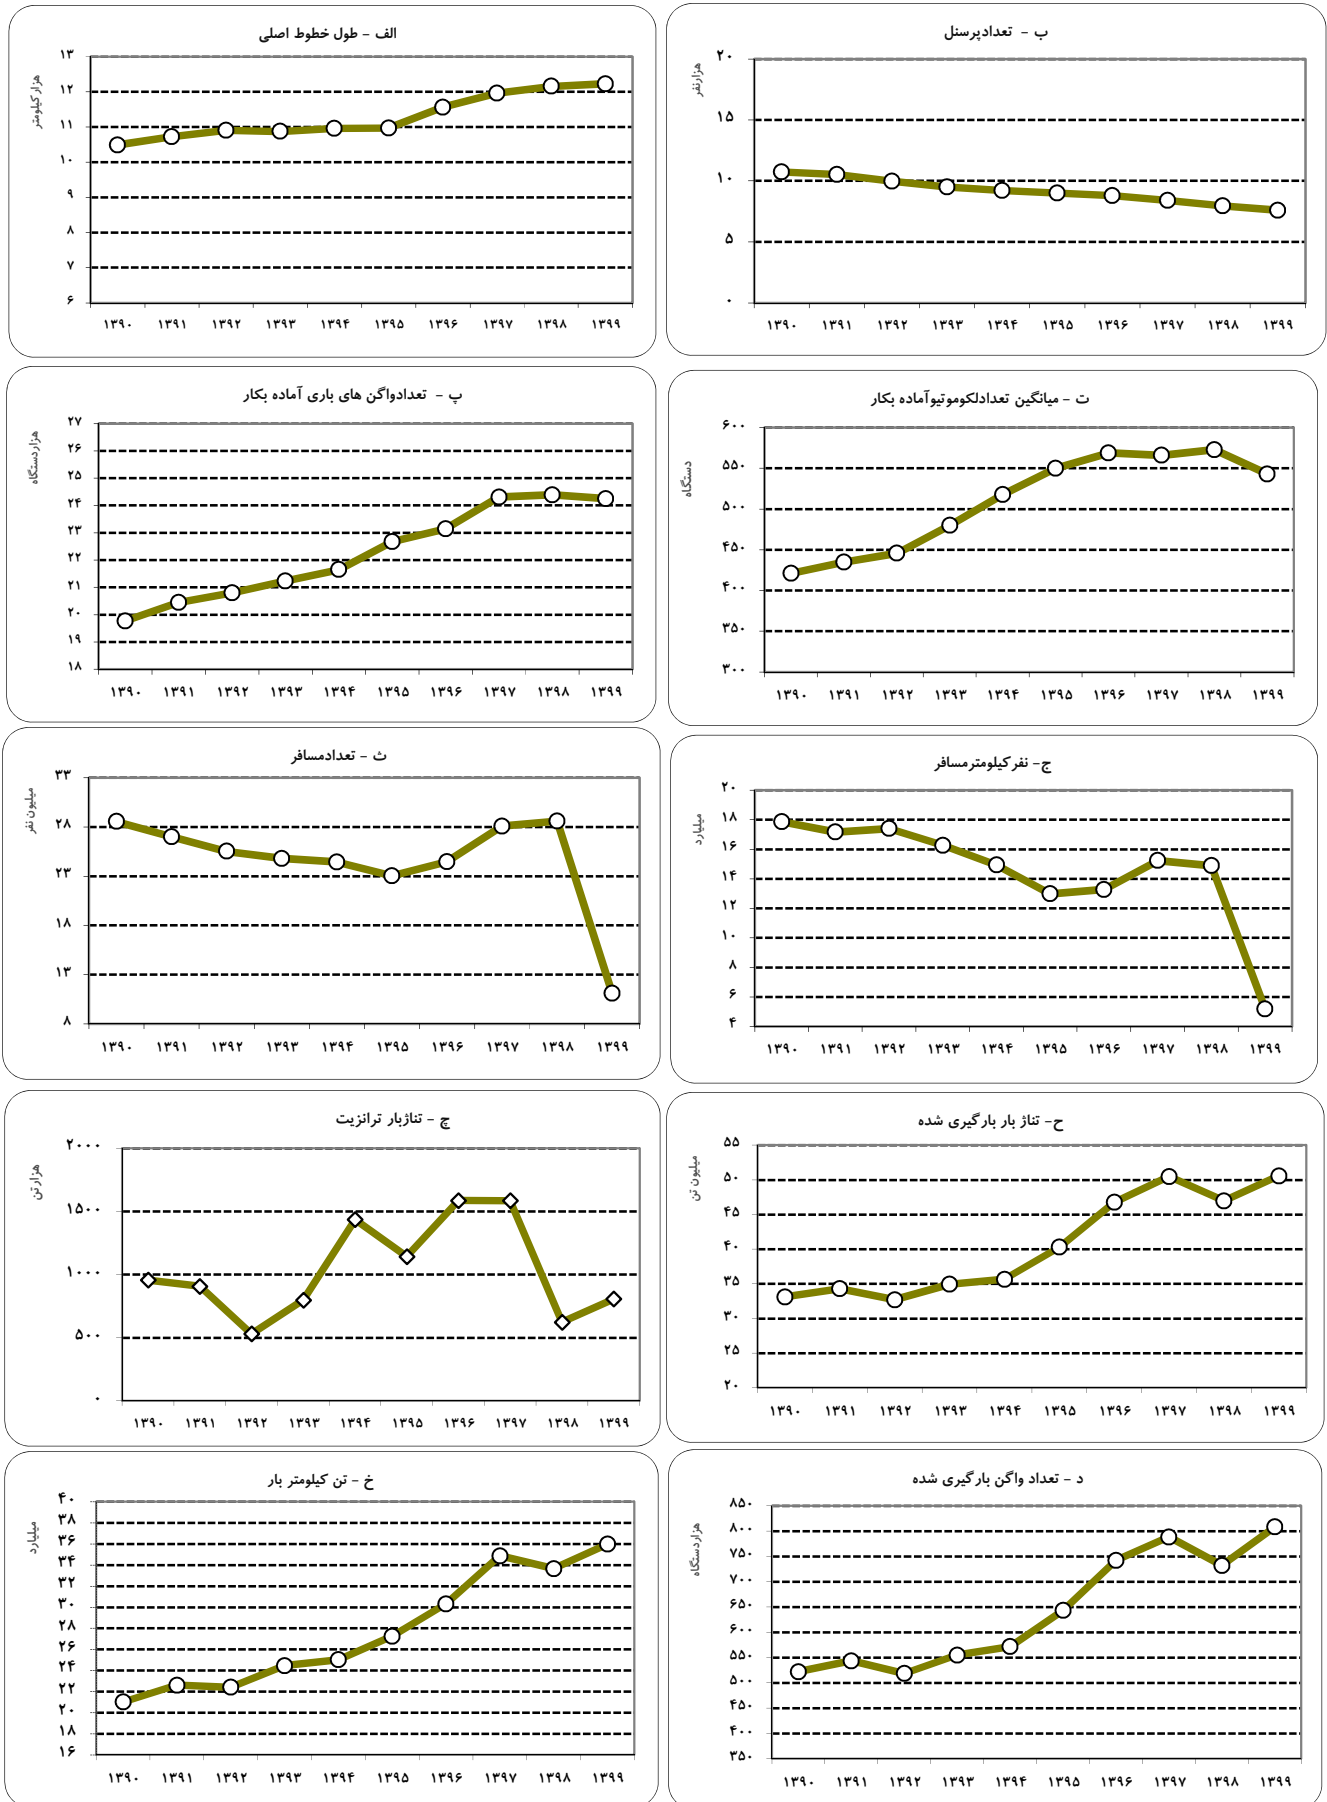 الف - طول خطوط اصلی
هزار کیلومتر
۱۳
۱۲
۱۱
۱۰
۹
۸
۷
۶
۱۳۹۰ ۱۳۹۱ ۱۳۹۲ ۱۳۹۳ ۱۳۹۴ ۱۳۹۵ ۱۳۹۶ ۱۳۹۷ ۱۳۹۸ ۱۳۹۹
ب - تعدادپرسنل
هزارنفر
۲۰
۱۵
۱۰
۵
۰
۱۳۹۰ ۱۳۹۱ ۱۳۹۲ ۱۳۹۳ ۱۳۹۴ ۱۳۹۵ ۱۳۹۶ ۱۳۹۷ ۱۳۹۸ ۱۳۹۹
پ - تعدادواگن های باری آماده بکار
هزاردستگاه
۲۷
۲۶
۲۵
۲۴
۲۳
۲۲
۲۱
۲۰
۱۹
۱۸
۱۳۹۰ ۱۳۹۱ ۱۳۹۲ ۱۳۹۳ ۱۳۹۴ ۱۳۹۵ ۱۳۹۶ ۱۳۹۷ ۱۳۹۸ ۱۳۹۹
ت - میانگین تعدادلکوموتیوآماده بکار
دستگاه
۶۰۰
۵۵۰
۵۰۰
۴۵۰
۴۰۰
۳۵۰
۳۰۰
۱۳۹۰ ۱۳۹۱ ۱۳۹۲ ۱۳۹۳ ۱۳۹۴ ۱۳۹۵ ۱۳۹۶ ۱۳۹۷ ۱۳۹۸ ۱۳۹۹
ث - تعدادمسافر
میلیون نفر
۳۳
۲۸
۲۳
۱۸
۱۳
۸
۱۳۹۰ ۱۳۹۱ ۱۳۹۲ ۱۳۹۳ ۱۳۹۴ ۱۳۹۵ ۱۳۹۶ ۱۳۹۷ ۱۳۹۸ ۱۳۹۹
ج- نفرکیلومترمسافر
میلیارد
۲۰
۱۸
۱۶
۱۴
۱۲
۱۰
۸
۶
۴
۱۳۹۰ ۱۳۹۱ ۱۳۹۲ ۱۳۹۳ ۱۳۹۴ ۱۳۹۵ ۱۳۹۶ ۱۳۹۷ ۱۳۹۸ ۱۳۹۹
چ - تناژبار ترانزیت
هزارتن
۲۰۰۰
۱۵۰۰
۱۰۰۰
۵۰۰
۰
۱۳۹۰ ۱۳۹۱ ۱۳۹۲ ۱۳۹۳ ۱۳۹۴ ۱۳۹۵ ۱۳۹۶ ۱۳۹۷ ۱۳۹۸ ۱۳۹۹
ح- تناژ بار بارگیری شده
میلیون تن
۵۵
۵۰
۴۵
۴۰
۳۵
۳۰
۲۵
۲۰
۱۳۹۰ ۱۳۹۱ ۱۳۹۲ ۱۳۹۳ ۱۳۹۴ ۱۳۹۵ ۱۳۹۶ ۱۳۹۷ ۱۳۹۸ ۱۳۹۹
خ - تن کیلومتر بار
میلیارد
۴۰
۳۸
۳۶
۳۴
۳۲
۳۰
۲۸
۲۶
۲۴
۲۲
۲۰
۱۸
۱۶
۱۳۹۰ ۱۳۹۱ ۱۳۹۲ ۱۳۹۳ ۱۳۹۴ ۱۳۹۵ ۱۳۹۶ ۱۳۹۷ ۱۳۹۸ ۱۳۹۹
د - تعداد واگن بارگیری شده
هزاردستگاه
۸۵۰
۸۰۰
۷۵۰
۷۰۰
۶۵۰
۶۰۰
۵۵۰
۵۰۰
۴۵۰
۴۰۰
۳۵۰
۱۳۹۰ ۱۳۹۱ ۱۳۹۲ ۱۳۹۳ ۱۳۹۴ ۱۳۹۵ ۱۳۹۶ ۱۳۹۷ ۱۳۹۸ ۱۳۹۹